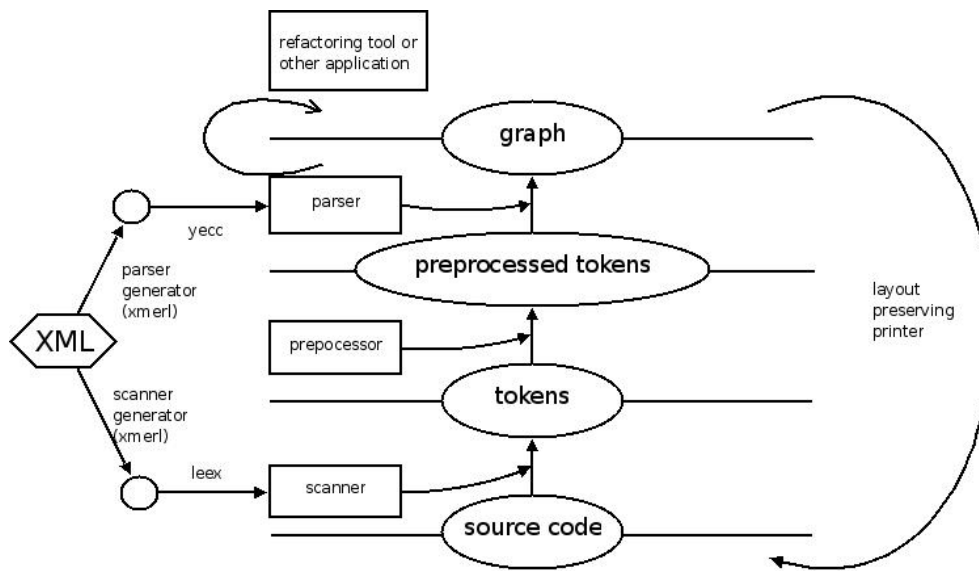 refactoring tool or
other application
graph
parser
yecc
preprocessed tokens
parser
generator
(xmerl)
layout
preserving
printer
XML
prepocessor
tokens
scanner
generator
(xmerl)
leex
scanner
source code